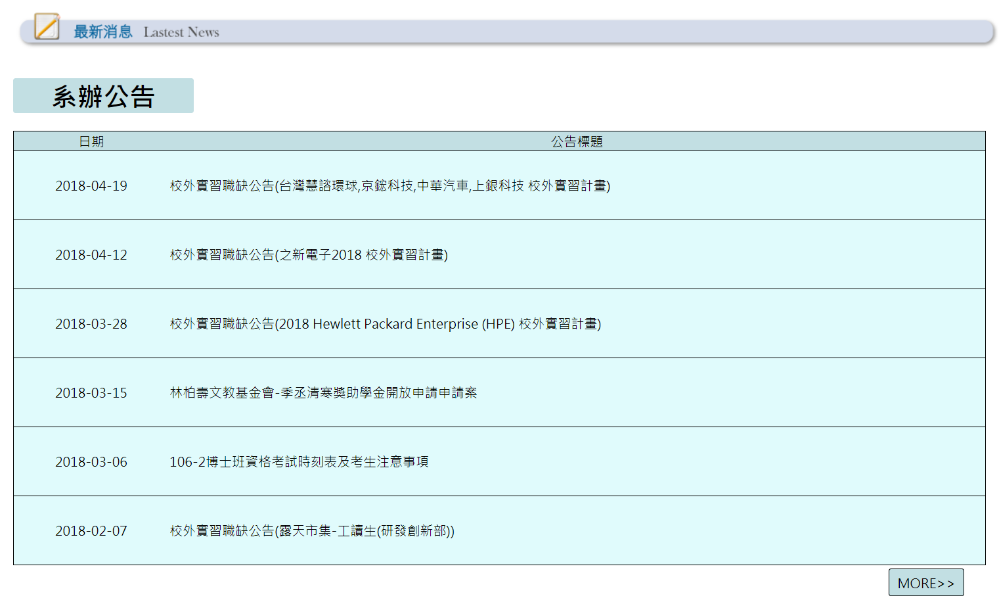 最新消息 Lastest News
系辦公告
日期 公告標題
2018-04-19 校外實習職缺公告(台灣慧諮環球,京鋐科技,中華汽車,上銀科技 校外實習計畫)
2018-04-12 校外實習職缺公告(之新電子2018 校外實習計畫)
2018-03-28 校外實習職缺公告(2018 Hewlett Packard Enterprise (HPE) 校外實習計畫)
2018-03-15 林柏壽文教基金會-季丞清寒獎助學金開放申請申請案
2018-03-06 106-2博士班資格考試時刻表及考生注意事項
2018-02-07 校外實習職缺公告(露天市集-工讀生(研發創新部))
MORE>>